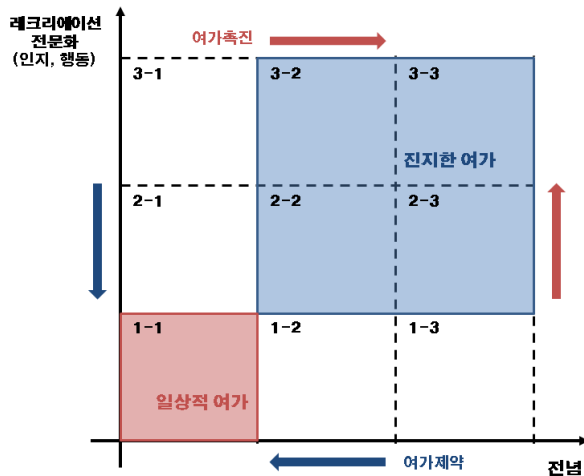 레크리에이션
전문화
(인지, 행동)
여가촉진
3-1
3-2
3-3
진지한 여가
2-1
2-2
2-3
1-1
1-2
1-3
일상적 여가
여가제약
전념